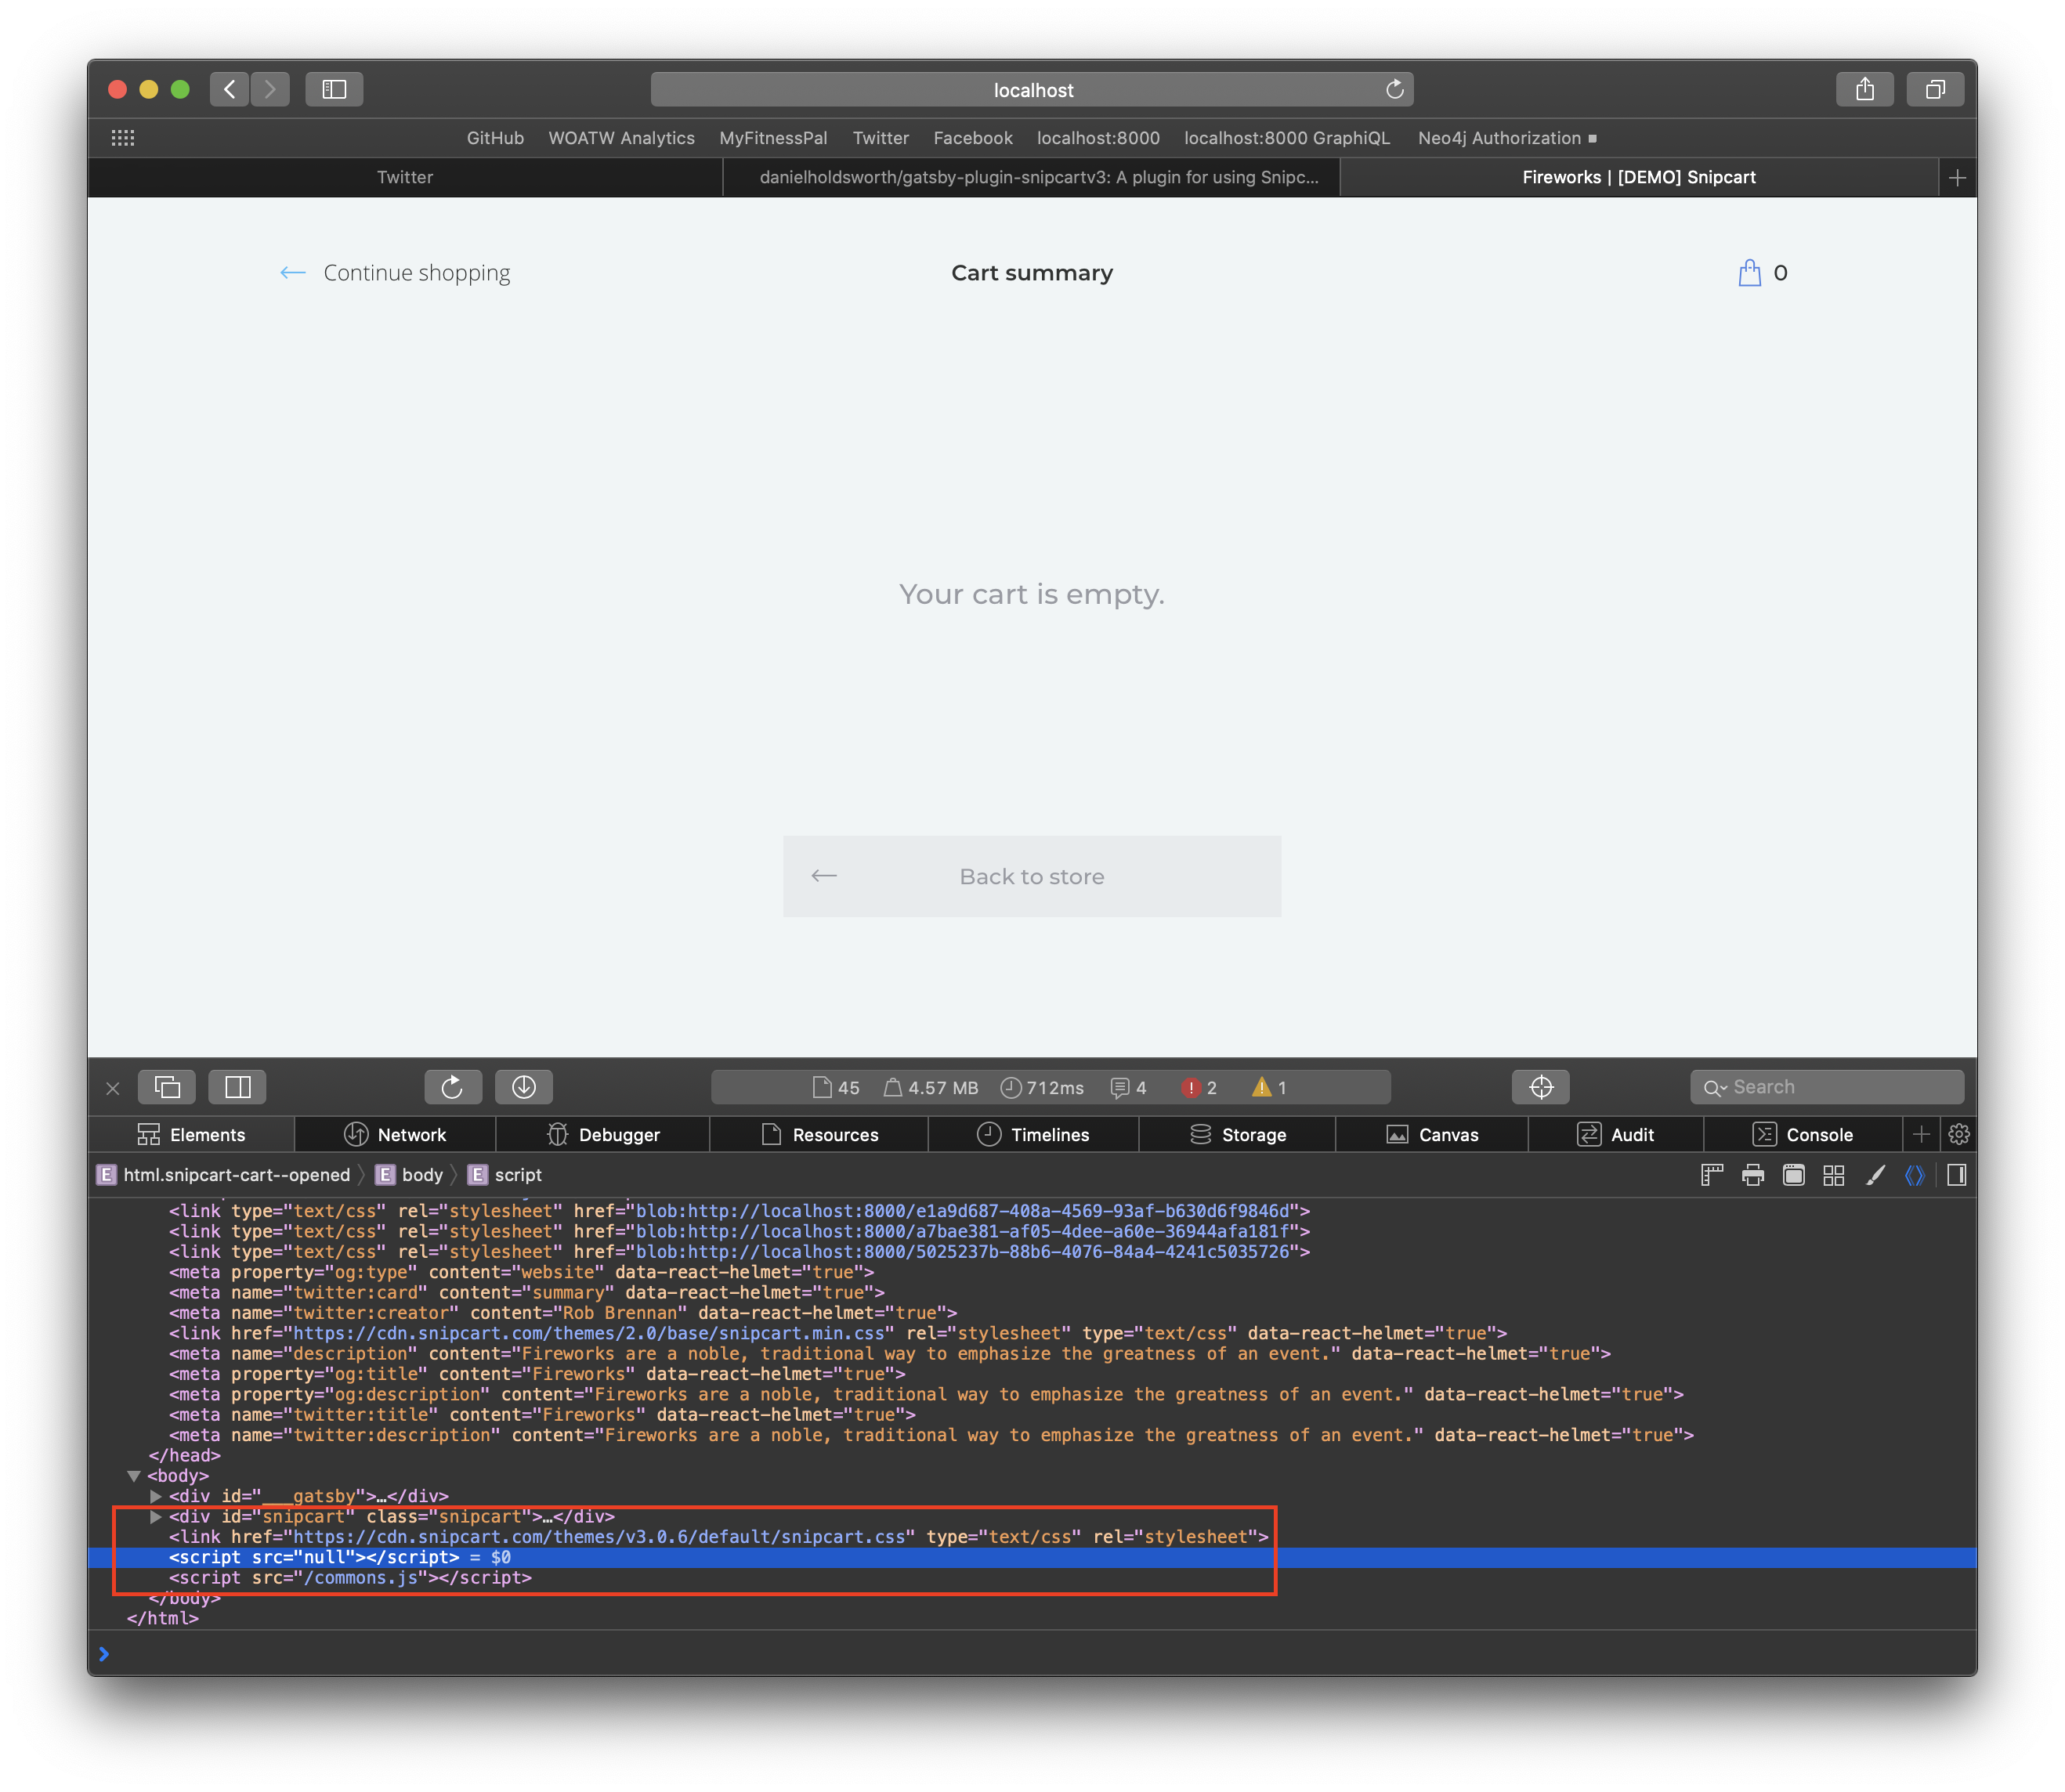 localhost
GitHub WOATW Analytics MyFitnessPal Twitter Facebook localhost:8000 localhost:8000 GraphiQL Neo4j Authorization
Twitter
danielholdsworth/gatsby-plugin-snipcartv3: A plugin for using Snipc...
Fireworks | [DEMO] Snipcart
Continue shopping
Cart summary
0
Your cart is empty.
Back to store
45 4.57 MB 712ms 4 2 1
Search
Elements Network Debugger Resources Timelines Storage Canvas Audit Console
E html.snipcart-cart--opened E body E script
<link type="text/css" rel="stylesheet" href="blob:http://localhost:8000/e1a9d687-408a-4569-93af-b630d6f9846d">
<link type="text/css" rel="stylesheet" href="blob:http://localhost:8000/a7bae381-af05-4dee-a60e-36944afa181f">
<link type="text/css" rel="stylesheet" href="blob:http://localhost:8000/5025237b-88b6-4076-84a4-4241c5035726">
<meta property="og:type" content="website" data-react-helmet="true">
<meta name="twitter:card" content="summary" data-react-helmet="true">
<meta name="twitter:creator" content="Rob Brennan" data-react-helmet="true">
<link href="https://cdn.snipcart.com/themes/2.0/base/snipcart.min.css" rel="stylesheet" type="text/css" data-react-helmet="true">
<meta name="description" content="Fireworks are a noble, traditional way to emphasize the greatness of an event." data-react-helmet="true">
<meta property="og:title" content="Fireworks" data-react-helmet="true">
<meta property="og:description" content="Fireworks are a noble, traditional way to emphasize the greatness of an event." data-react-helmet="true">
<meta name="twitter:title" content="Fireworks" data-react-helmet="true">
<meta name="twitter:description" content="Fireworks are a noble, traditional way to emphasize the greatness of an event." data-react-helmet="true">
</head>
<body>
<div id="___gatsby">…</div>
<div id="snipcart" class="snipcart">…</div>
<link href="https://cdn.snipcart.com/themes/v3.0.6/default/snipcart.css" type="text/css" rel="stylesheet">
<script src="null"></script> = $0
<script src="/commons.js"></script>
</body>
</html>